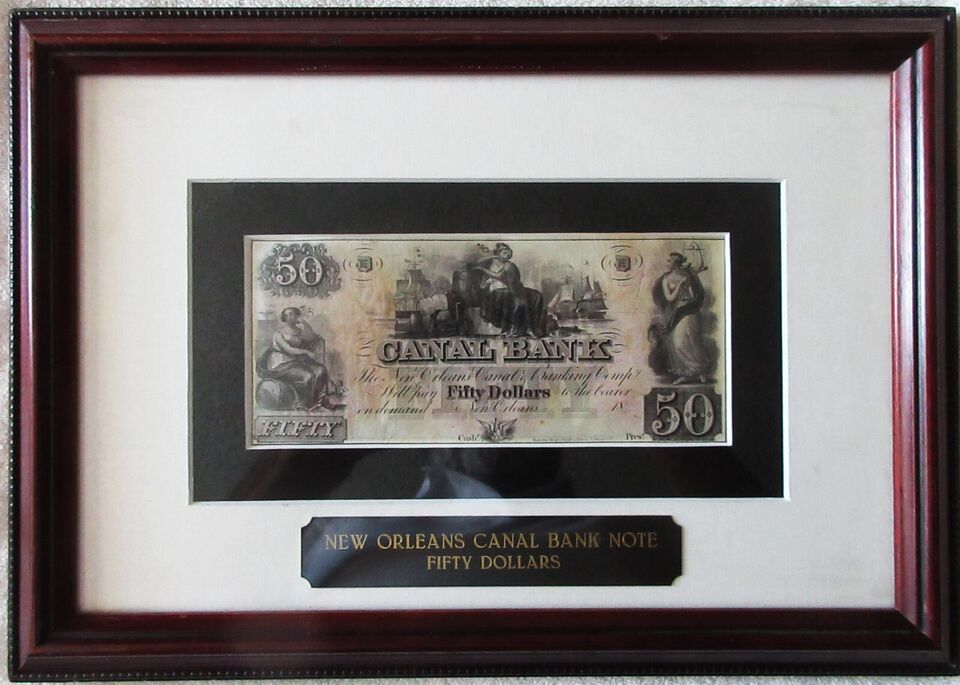 50
E
E
CANAL BANK
The New Orleans Canal & Banking Comp.y
Will pay Fifty Dollars to the bearer
on demand New Orleans 18
FIFTY
50
Cash.r
Pres.t
NEW ORLEANS CANAL BANK NOTE
FIFTY DOLLARS